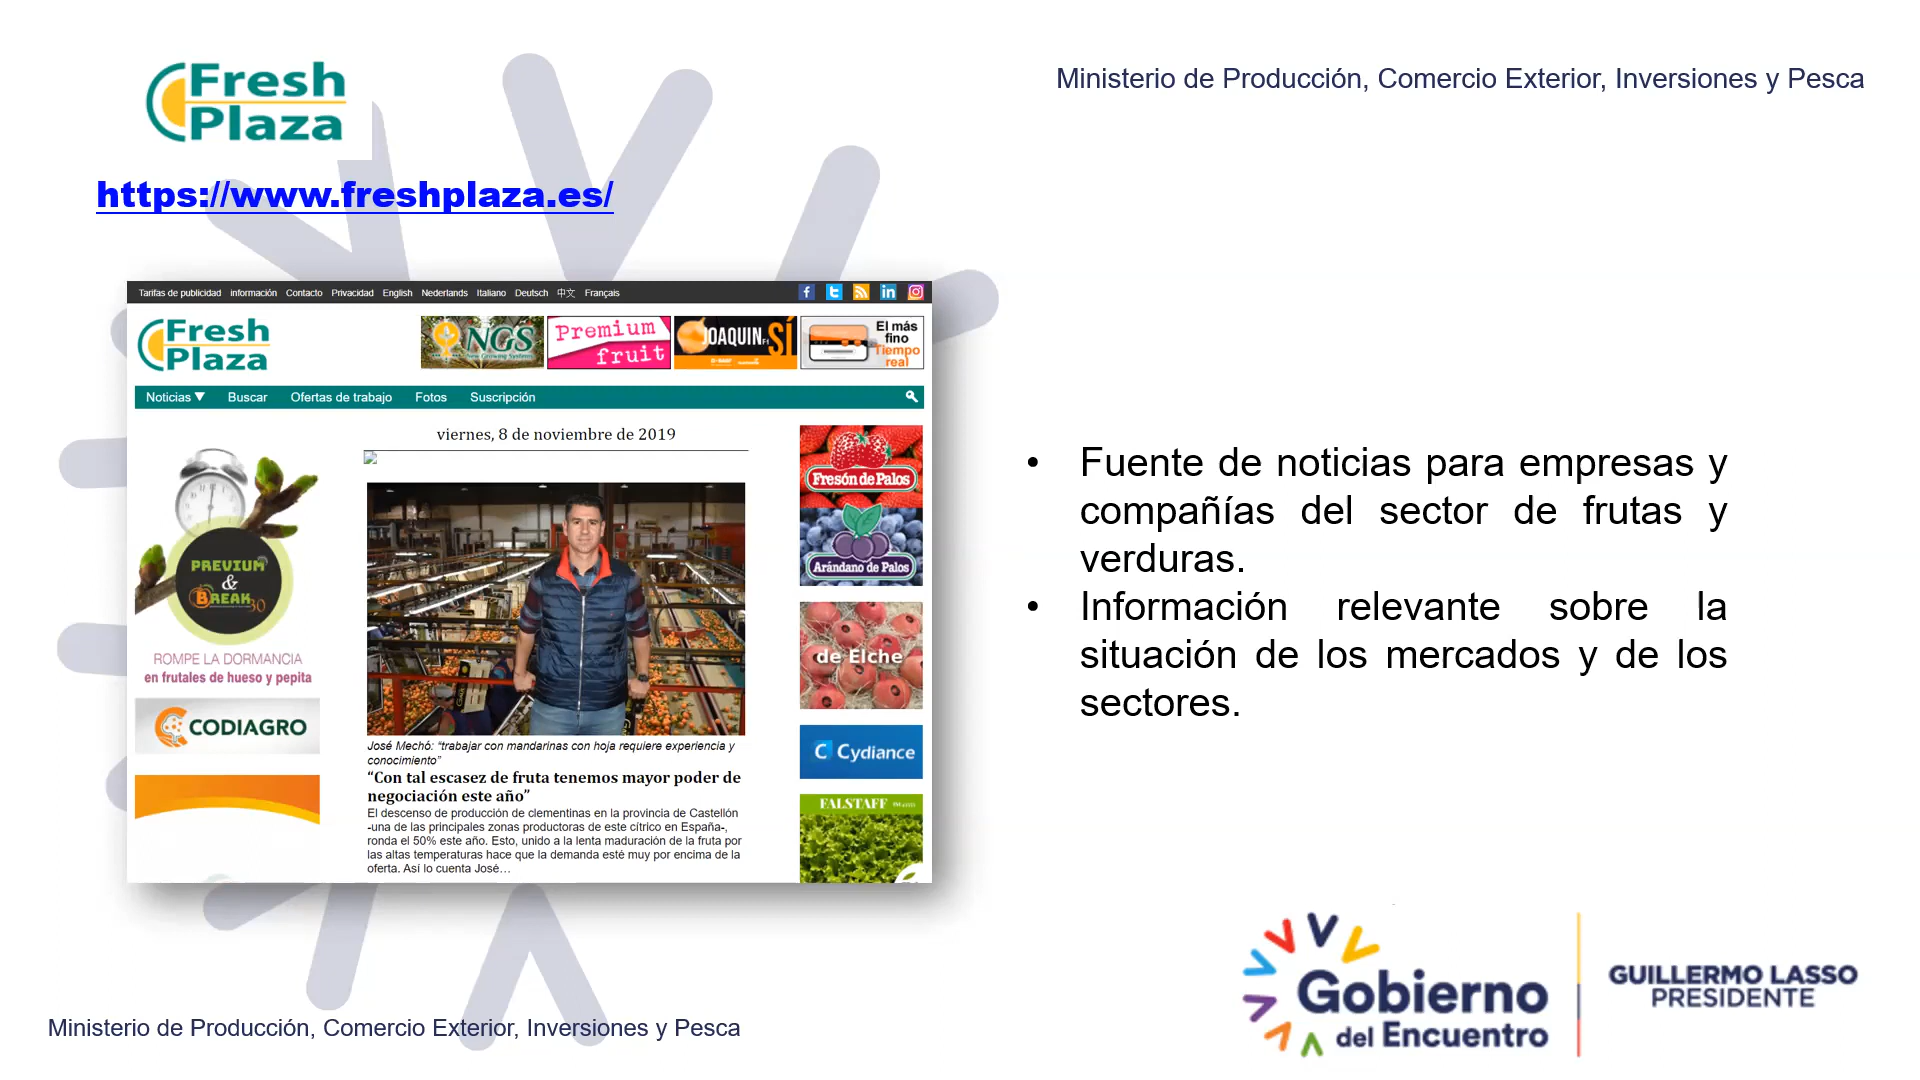 Fresh
Plaza
Ministerio de Producción, Comercio Exterior, Inversiones y Pesca
https://www.freshplaza.es/
Tarifas de publicidad información Contacto Privacidad English Nederlands Italiano Deutsch 中文 Français
Fresh
Plaza
NGS
New Growing Systems
Premium
fruit
JOAQUIN F1 SÍ
El más
fino
Tiempo
real
Noticias ▼ Buscar Ofertas de trabajo Fotos Suscripción
viernes, 8 de noviembre de 2019
PREVIUM
&
BREAK 30
ROMPE LA DORMANCIA
en frutales de hueso y pepita
CODIAGRO
José Mechó: “trabajar con mandarinas con hoja requiere experiencia y
conocimiento”
“Con tal escasez de fruta tenemos mayor poder de
negociación este año”
El descenso de producción de clementinas en la provincia de Castellón
-una de las principales zonas productoras de este cítrico en España-,
ronda el 50% este año. Esto, unido a la lenta maduración de la fruta por
las altas temperaturas hace que la demanda esté muy por encima de la
oferta. Así lo cuenta José…
Fresón de Palos
Arándano de Palos
de Elche
Cydiance
FALSTAFF
• Fuente de noticias para empresas y
compañías del sector de frutas y
verduras.
• Información relevante sobre la
situación de los mercados y de los
sectores.
Gobierno
del Encuentro
GUILLERMO LASSO
PRESIDENTE
Ministerio de Producción, Comercio Exterior, Inversiones y Pesca